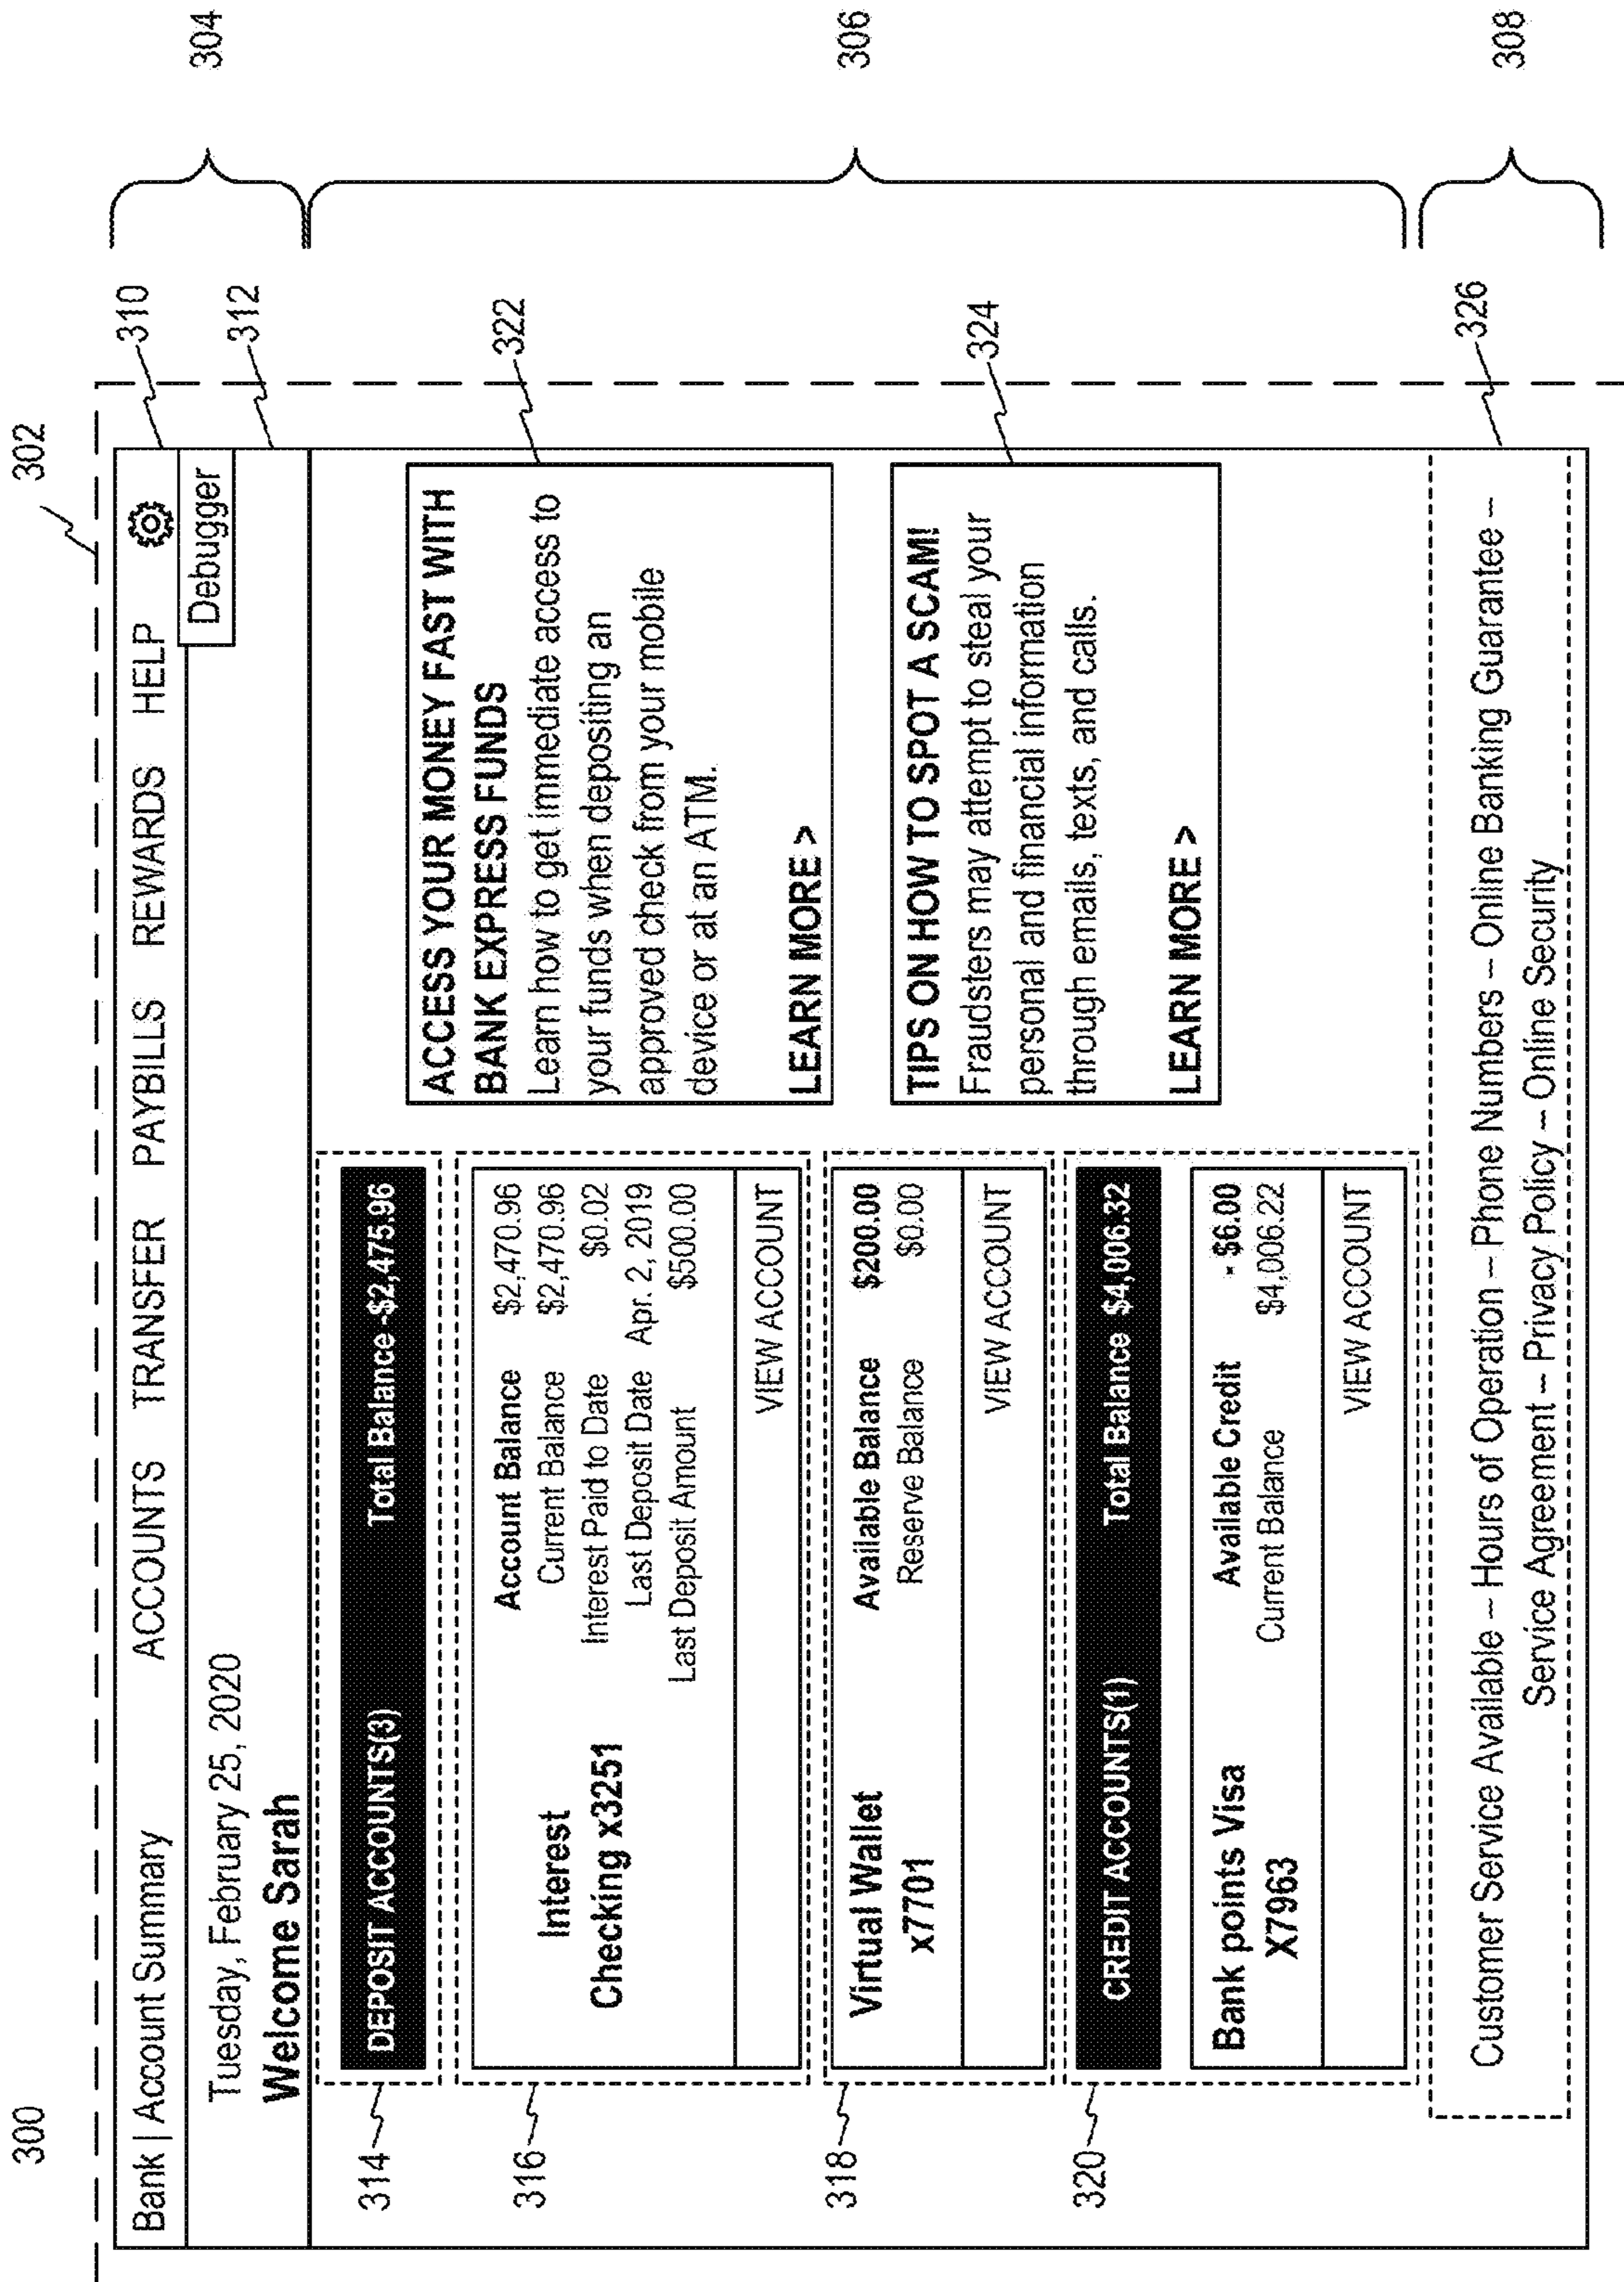 300
302
Bank | Account Summary ACCOUNTS TRANSFER PAYBILLS REWARDS HELP
310
304
Debugger
Tuesday, February 25, 2020
312
Welcome Sarah
314
DEPOSIT ACCOUNTS(3) Total Balance -$2,475.96
316
Interest
Checking x3251
Account Balance $2,470.96
Current Balance $2,470.96
Interest Paid to Date $0.02
Last Deposit Date Apr. 2, 2019
Last Deposit Amount $500.00
VIEW ACCOUNT
318
Virtual Wallet
x7701
Available Balance $200.00
Reserve Balance $0.00
VIEW ACCOUNT
320
CREDIT ACCOUNTS(1) Total Balance $4,006.32
Bank points Visa
X7963
Available Credit - $6.00
Current Balance $4,006.22
VIEW ACCOUNT
322
ACCESS YOUR MONEY FAST WITH
BANK EXPRESS FUNDS
Learn how to get immediate access to
your funds when depositing an
approved check from your mobile
device or at an ATM.
LEARN MORE >
306
324
TIPS ON HOW TO SPOT A SCAM!
Fraudsters may attempt to steal your
personal and financial information
through emails, texts, and calls.
LEARN MORE >
326
308
Customer Service Available – Hours of Operation – Phone Numbers – Online Banking Guarantee –
Service Agreement – Privacy Policy – Online Security